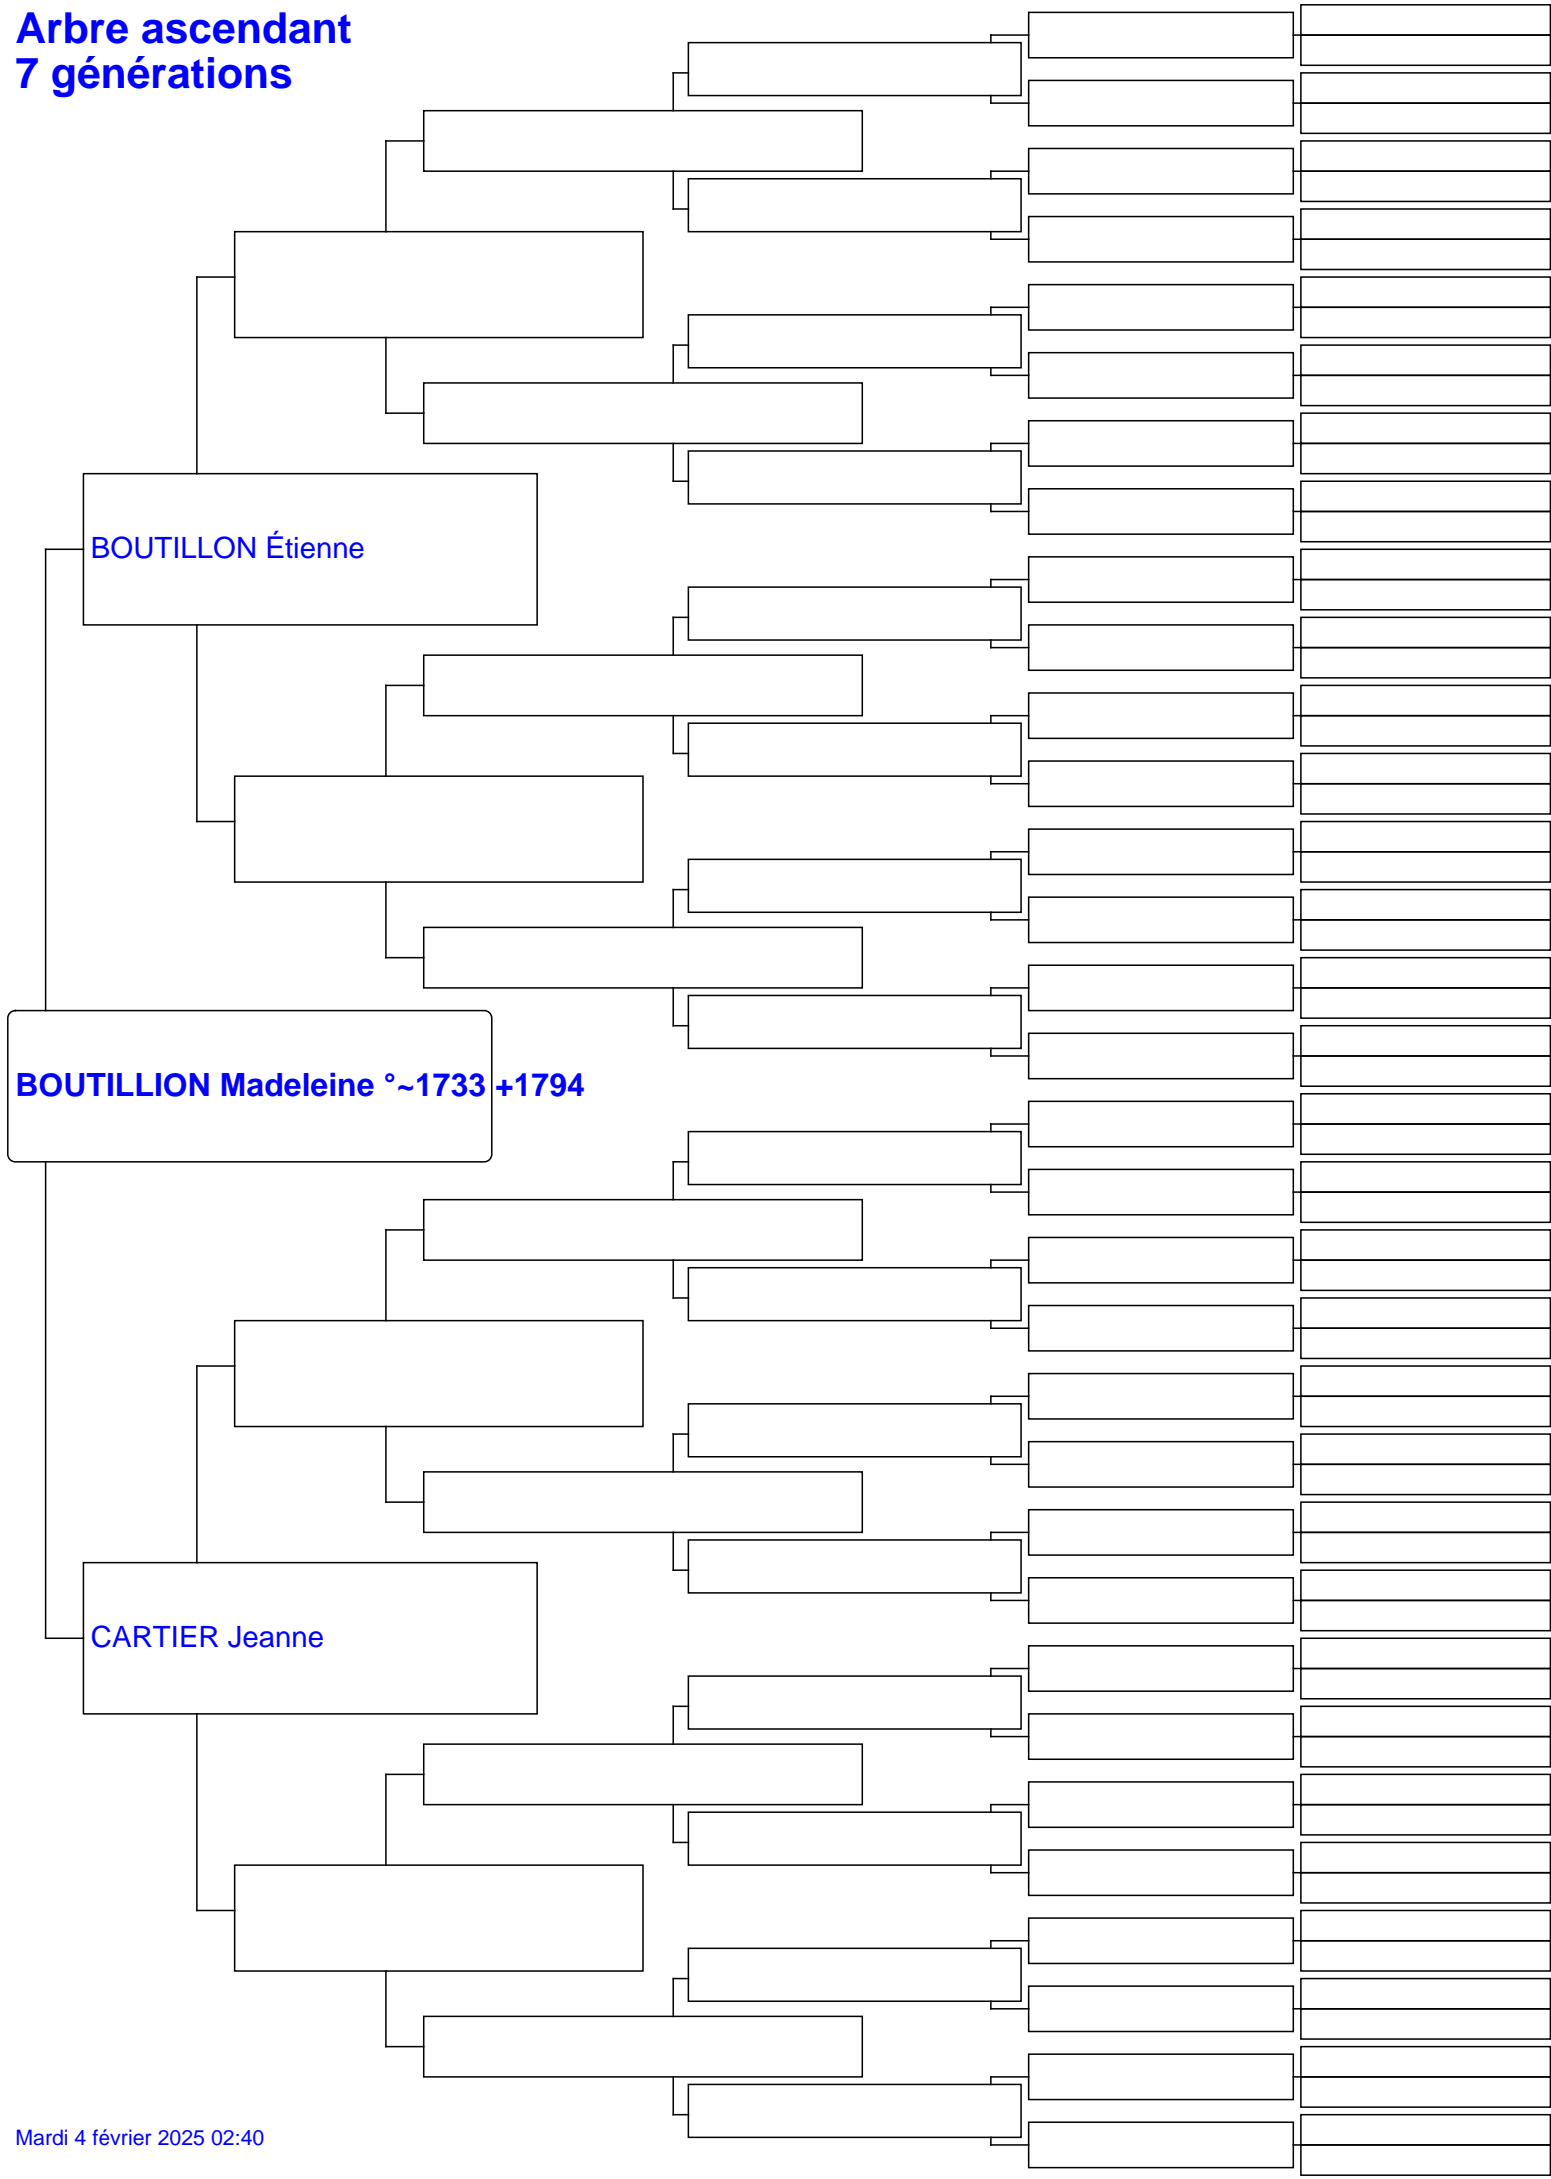 Arbre ascendant
7 générations
BOUTILLON Étienne
BOUTILLION Madeleine °~1733 +1794
CARTIER Jeanne
Mardi 4 février 2025 02:40